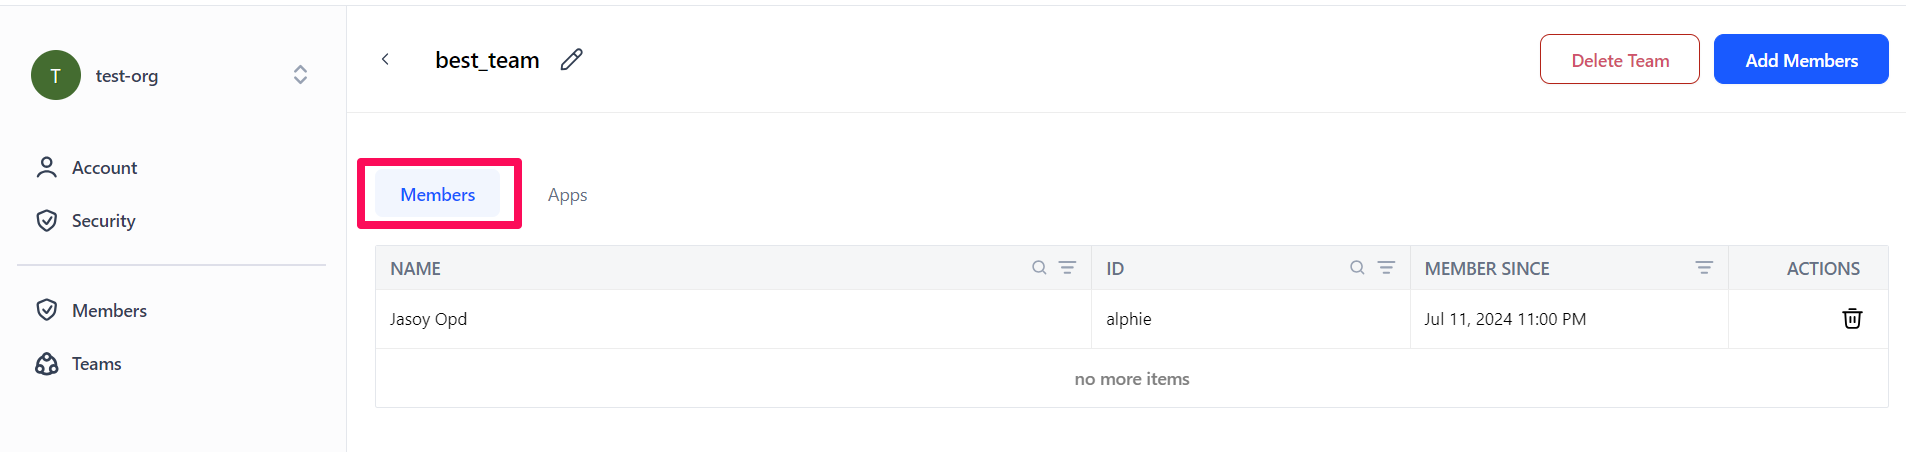 T test-org
Account
Security
Members
Teams
best_team
Delete Team
Add Members
Members Apps
NAME ID MEMBER SINCE ACTIONS
Jasoy Opd alphie Jul 11, 2024 11:00 PM
no more items